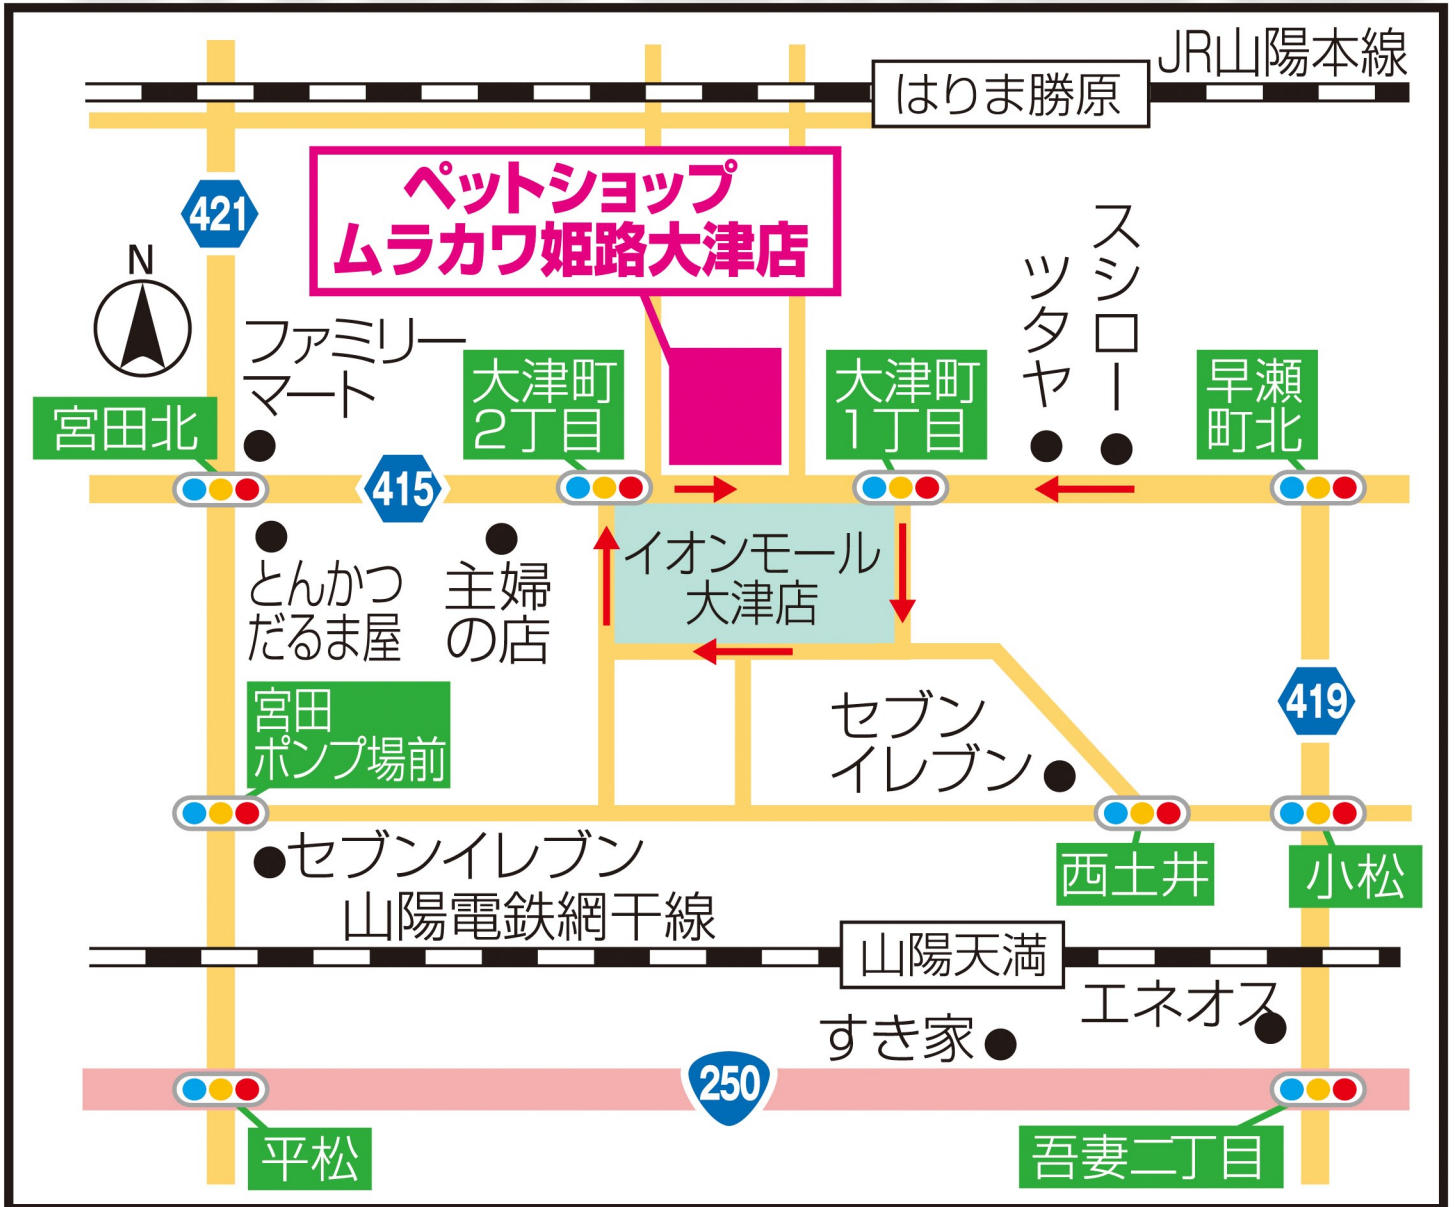 JR山陽本線
はりま勝原
ペットショップ
ムラカワ姫路大津店
421
N
スシロー
ツタヤ
ファミリー
マート
大津町
2丁目
大津町
1丁目
早瀬
町北
宮田北
415
イオンモール
大津店
とんかつ
だるま屋
主婦
の店
宮田
ポンプ場前
セブン
イレブン
419
セブンイレブン
西土井
小松
山陽電鉄網干線
山陽天満
エネオス
すき家
250
平松
吾妻二丁目